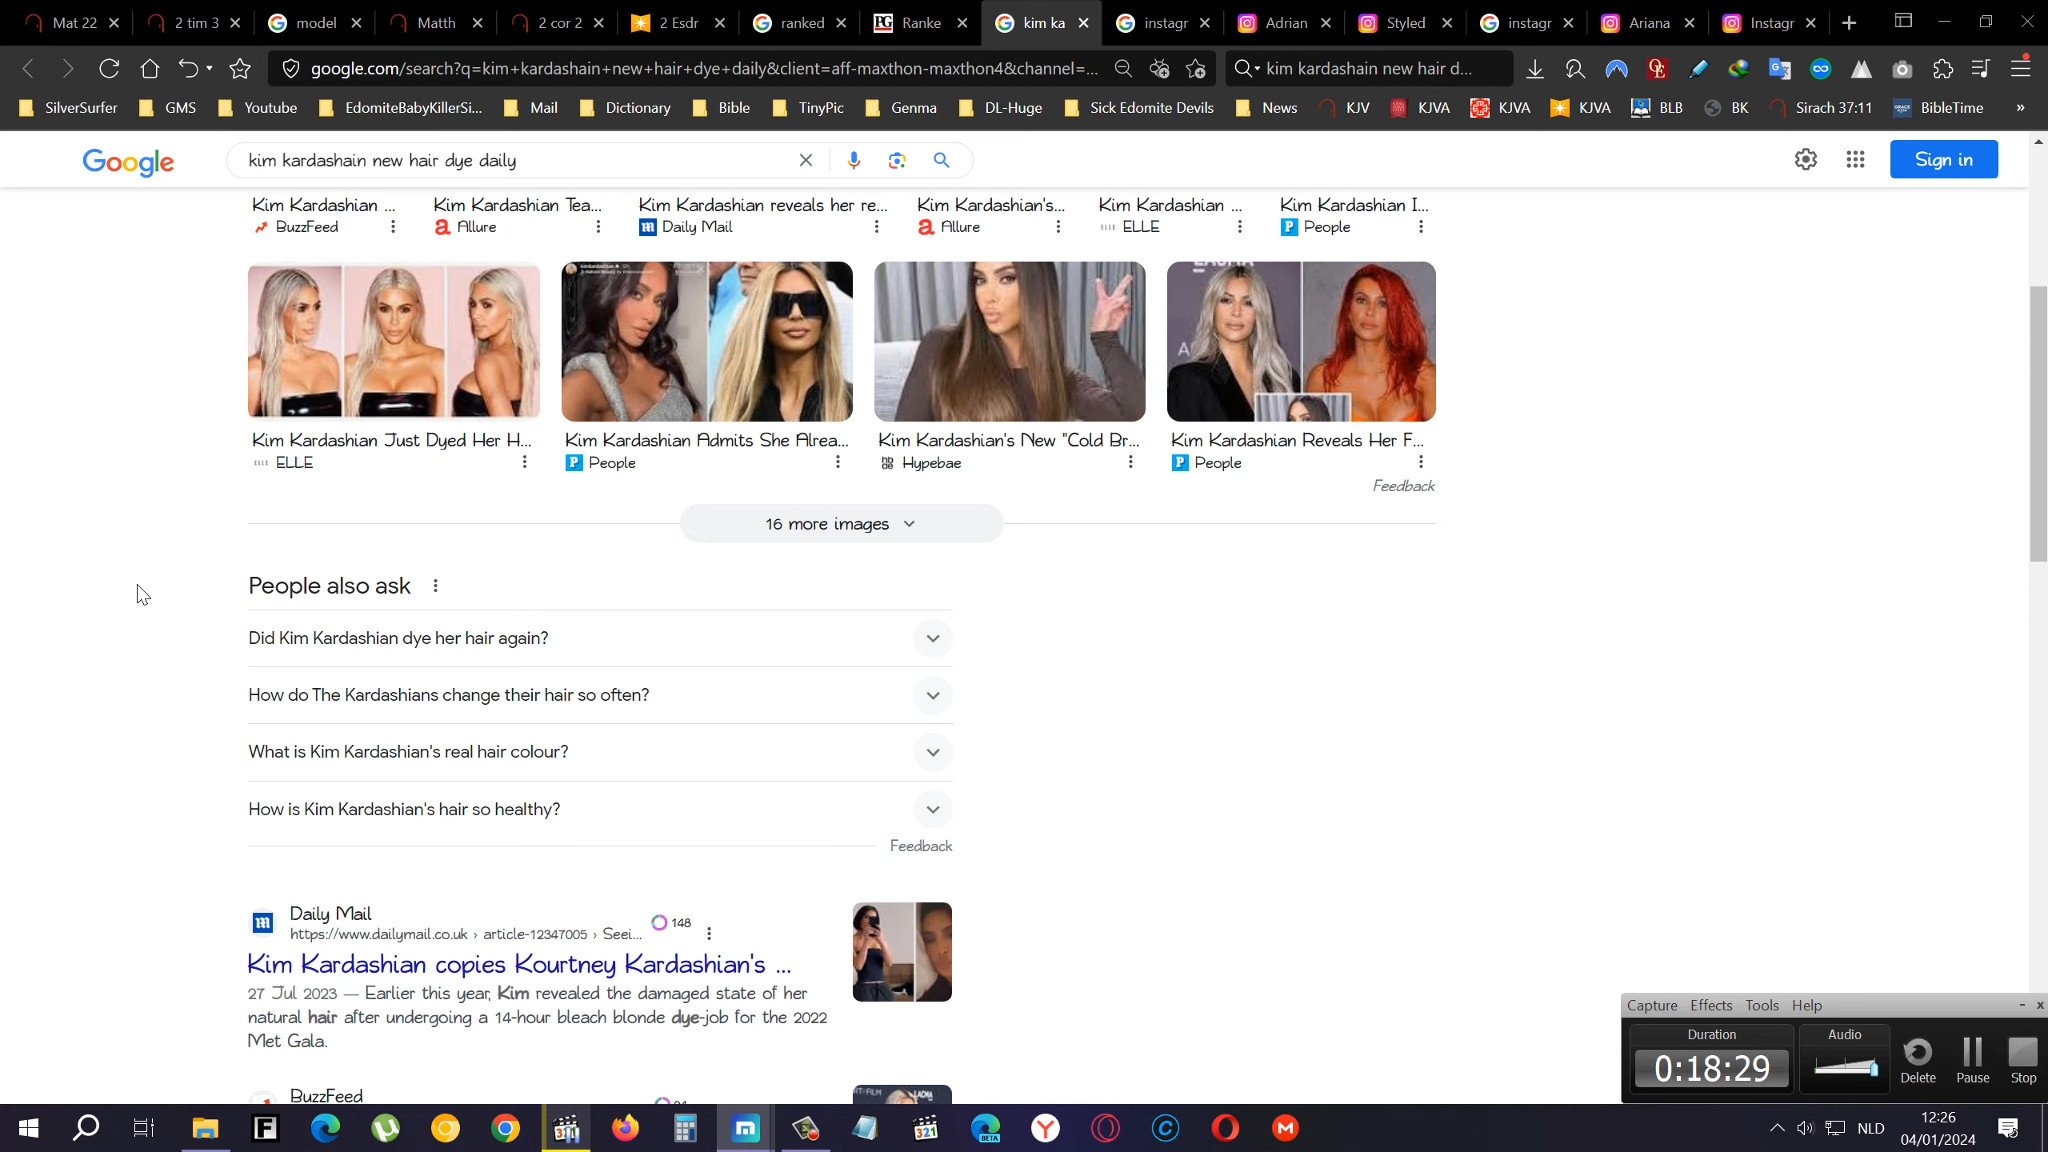 Mat 22
2 tim 3
model
Matth
2 cor 2
2 Esdr
ranked
Ranke
kim ka
instagr
Adrian
Styled
instagr
Ariana
Instagr
google.com/search?q=kim+kardashain+new+hair+dye+daily&client=aff-maxthon-maxthon4&channel=...
kim kardashain new hair d...
SilverSurfer
GMS
Youtube
EdomiteBabyKillerSi...
Mail
Dictionary
Bible
TinyPic
Genma
DL-Huge
Sick Edomite Devils
News
KJV
KJVA
KJVA
KJVA
BLB
BK
Sirach 37:11
BibleTime
Google
kim kardashain new hair dye daily
Sign in
Kim Kardashian ...
BuzzFeed
Kim Kardashian Tea...
Allure
Kim Kardashian reveals her re...
Daily Mail
Kim Kardashian's...
Allure
Kim Kardashian ...
ELLE
Kim Kardashian I...
People
Kim Kardashian Just Dyed Her H...
ELLE
Kim Kardashian Admits She Alrea...
People
Kim Kardashian's New "Cold Br...
Hypebae
Kim Kardashian Reveals Her F...
People
Feedback
16 more images
People also ask
Did Kim Kardashian dye her hair again?
How do The Kardashians change their hair so often?
What is Kim Kardashian's real hair colour?
How is Kim Kardashian's hair so healthy?
Feedback
Daily Mail
https://www.dailymail.co.uk › article-12347005 › Seei...
148
Kim Kardashian copies Kourtney Kardashian's ...
27 Jul 2023 — Earlier this year, Kim revealed the damaged state of her
natural hair after undergoing a 14-hour bleach blonde dye-job for the 2022
Met Gala.
BuzzFeed
Capture Effects Tools Help
Duration
0:18:29
Audio
Delete
Pause
Stop
NLD
12:26
04/01/2024